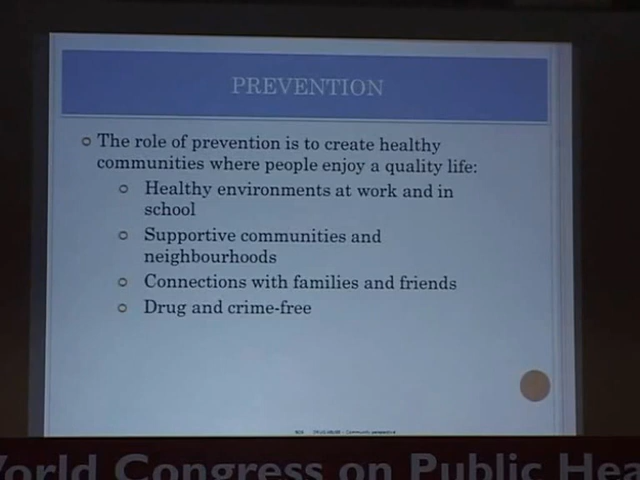 PREVENTION
The role of prevention is to create healthy
communities where people enjoy a quality life:
Healthy environments at work and in
school
Supportive communities and
neighbourhoods
Connections with families and friends
Drug and crime-free
World Congress on Public Hea